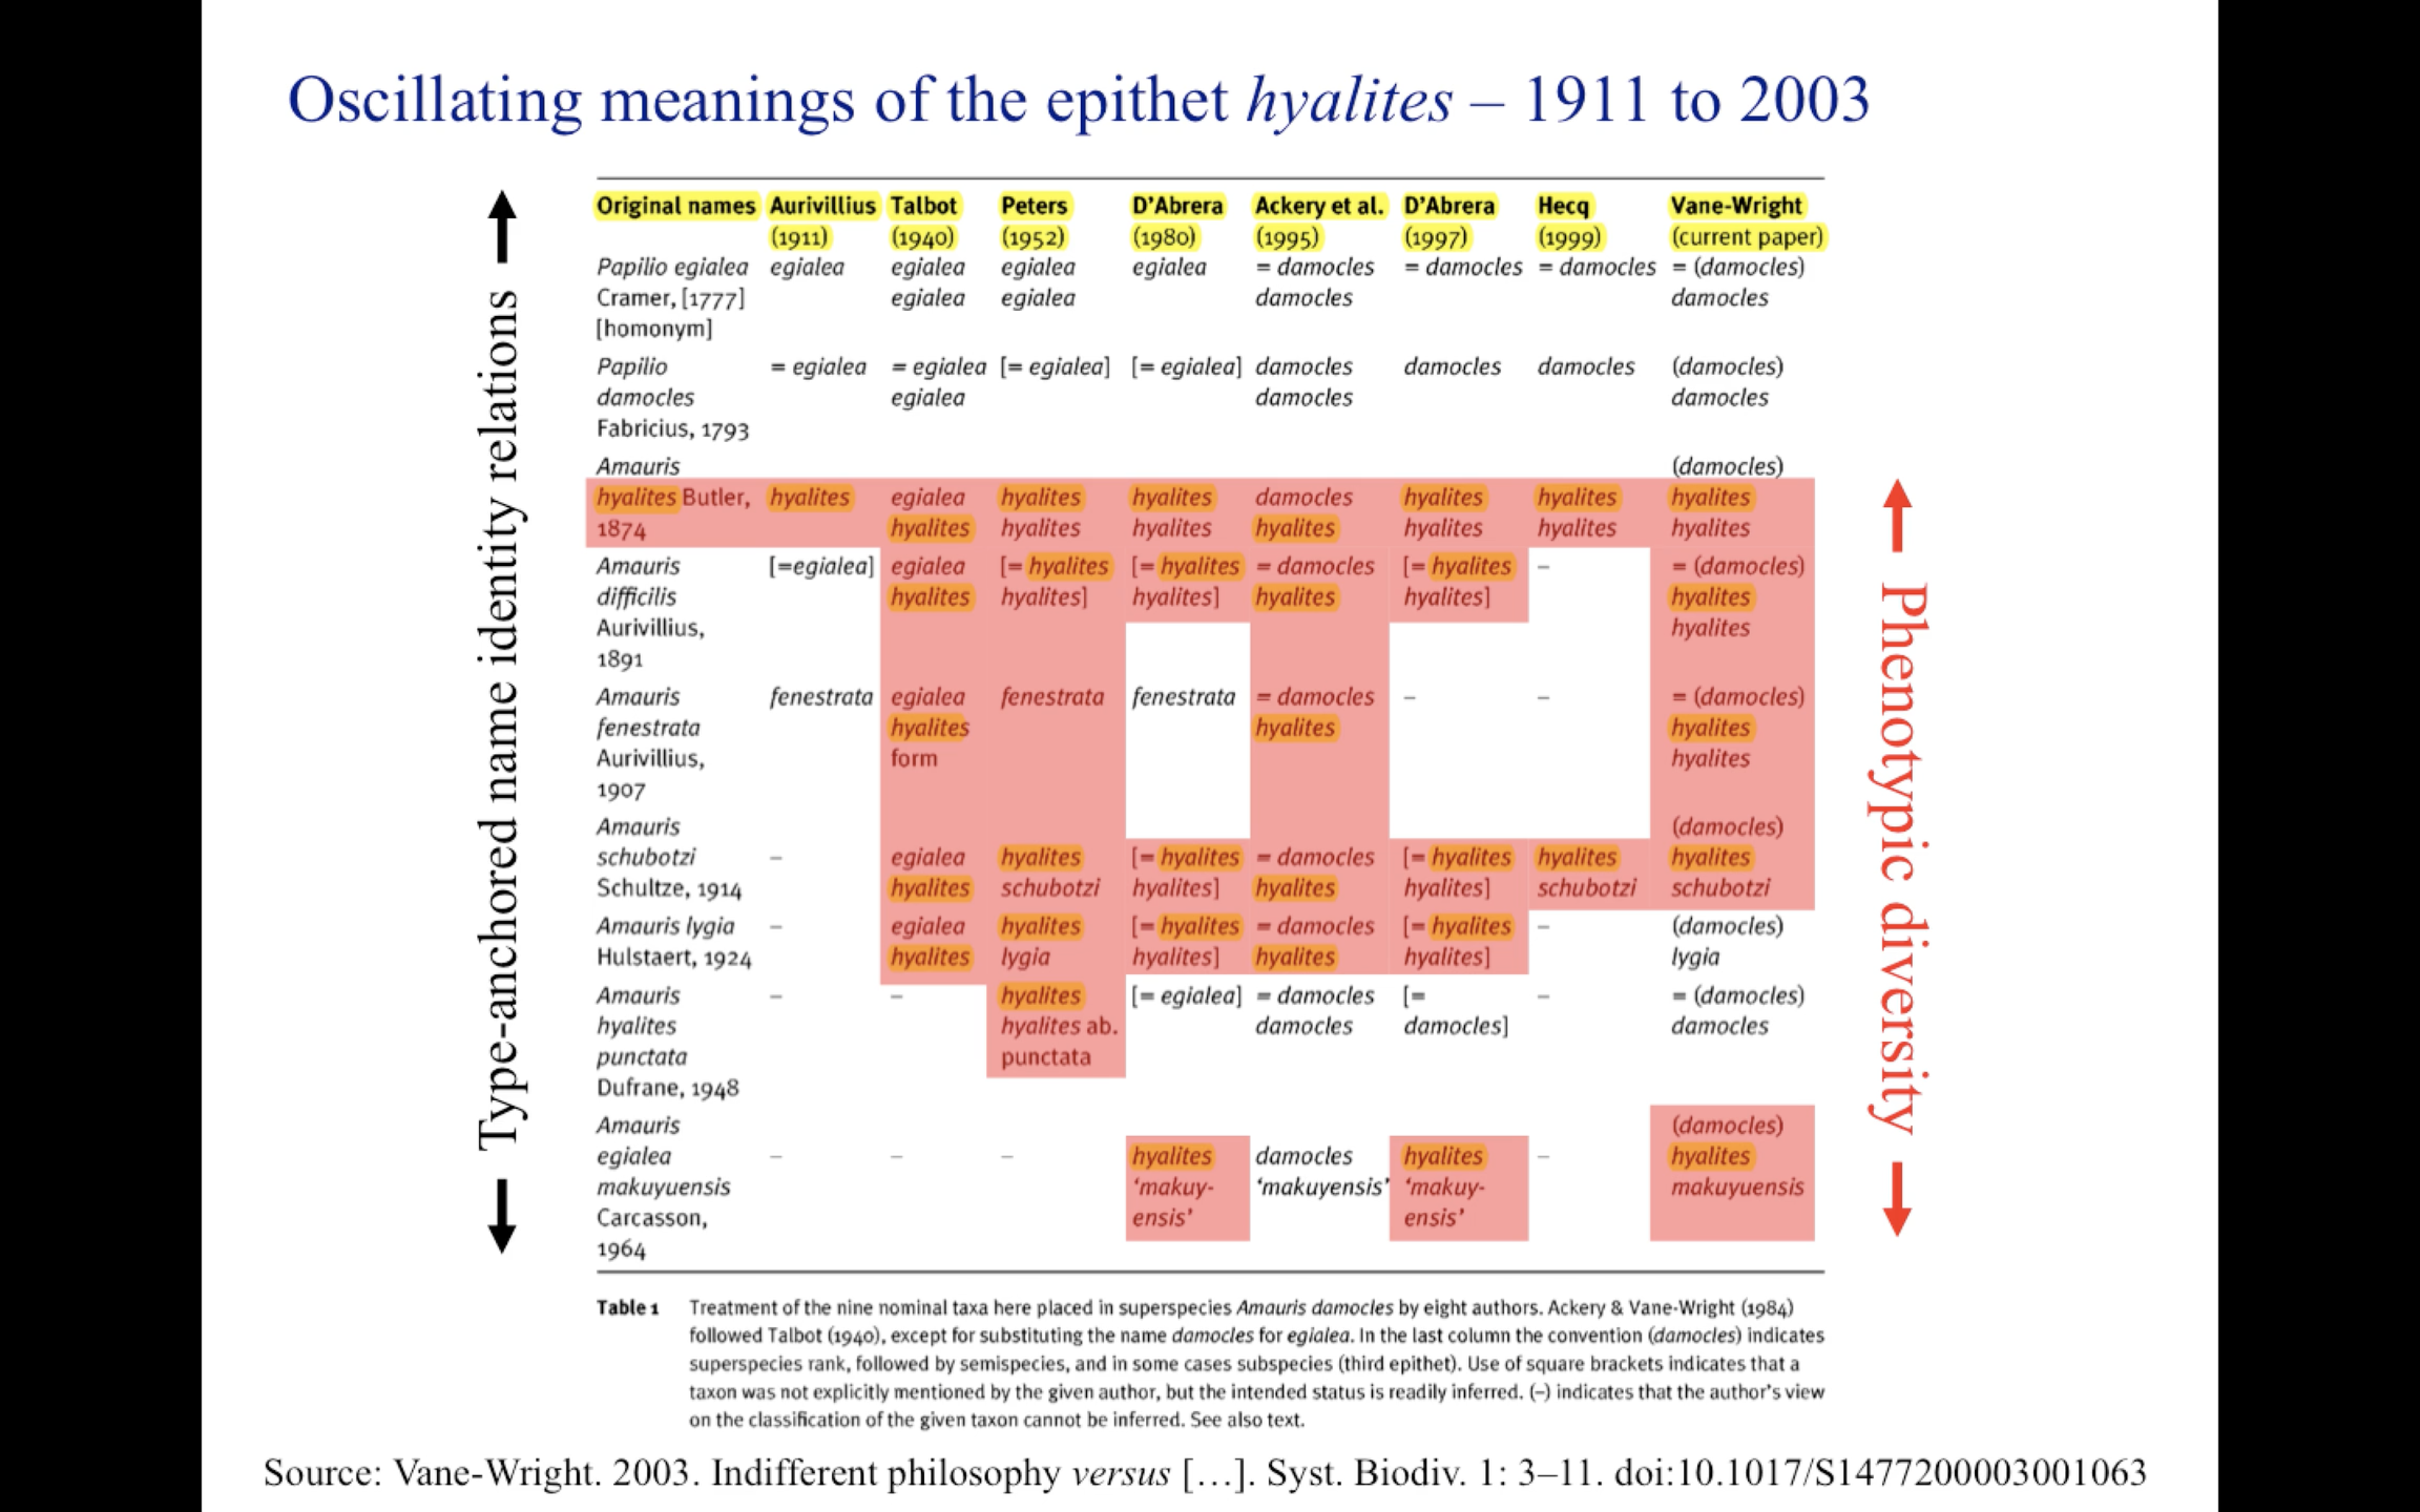 Oscillating meanings of the epithet hyalites – 1911 to 2003
Type-anchored name identity relations
Original names Aurivillius Talbot Peters D'Abrera Ackery et al. D'Abrera Hecq Vane-Wright
(1911) (1940) (1952) (1980) (1995) (1997) (1999) (current paper)
Papilio egialea egialea egialea egialea egialea = damocles = damocles = damocles = (damocles)
Cramer, [1777] egialea egialea damocles damocles
[homonym]
Papilio = egialea = egialea [= egialea] [= egialea] damocles damocles damocles (damocles)
damocles egialea damocles damocles
Fabricius, 1793
Amauris (damocles)
hyalites Butler, hyalites egialea hyalites hyalites damocles hyalites hyalites hyalites
1874 hyalites hyalites hyalites hyalites hyalites hyalites hyalites
Amauris [=egialea] egialea [= hyalites [= hyalites = damocles [= hyalites – = (damocles)
difficilis hyalites hyalites] hyalites] hyalites hyalites] hyalites
Aurivillius, hyalites
1891
Amauris fenestrata egialea fenestrata fenestrata = damocles – – = (damocles)
fenestrata hyalites hyalites hyalites
Aurivillius, form hyalites
1907
Amauris (damocles)
schubotzi – egialea hyalites [= hyalites = damocles [= hyalites hyalites hyalites
Schultze, 1914 hyalites schubotzi hyalites] hyalites hyalites] schubotzi schubotzi
Amauris lygia – egialea hyalites [= hyalites = damocles [= hyalites – (damocles)
Hulstaert, 1924 hyalites lygia hyalites] hyalites hyalites] lygia
Amauris – – hyalites [= egialea] = damocles [= – = (damocles)
hyalites hyalites ab. damocles damocles] damocles
punctata punctata
Dufrane, 1948
Amauris (damocles)
egialea – – – hyalites damocles hyalites – hyalites
makuyuensis 'makuy- 'makuyensis' 'makuy- makuyuensis
Carcasson, ensis' ensis'
1964
Phenotypic diversity
Table 1 Treatment of the nine nominal taxa here placed in superspecies Amauris damocles by eight authors. Ackery & Vane-Wright (1984)
followed Talbot (1940), except for substituting the name damocles for egialea. In the last column the convention (damocles) indicates
superspecies rank, followed by semispecies, and in some cases subspecies (third epithet). Use of square brackets indicates that a
taxon was not explicitly mentioned by the given author, but the intended status is readily inferred. (–) indicates that the author's view
on the classification of the given taxon cannot be inferred. See also text.
Source: Vane-Wright. 2003. Indifferent philosophy versus […]. Syst. Biodiv. 1: 3–11. doi:10.1017/S1477200003001063